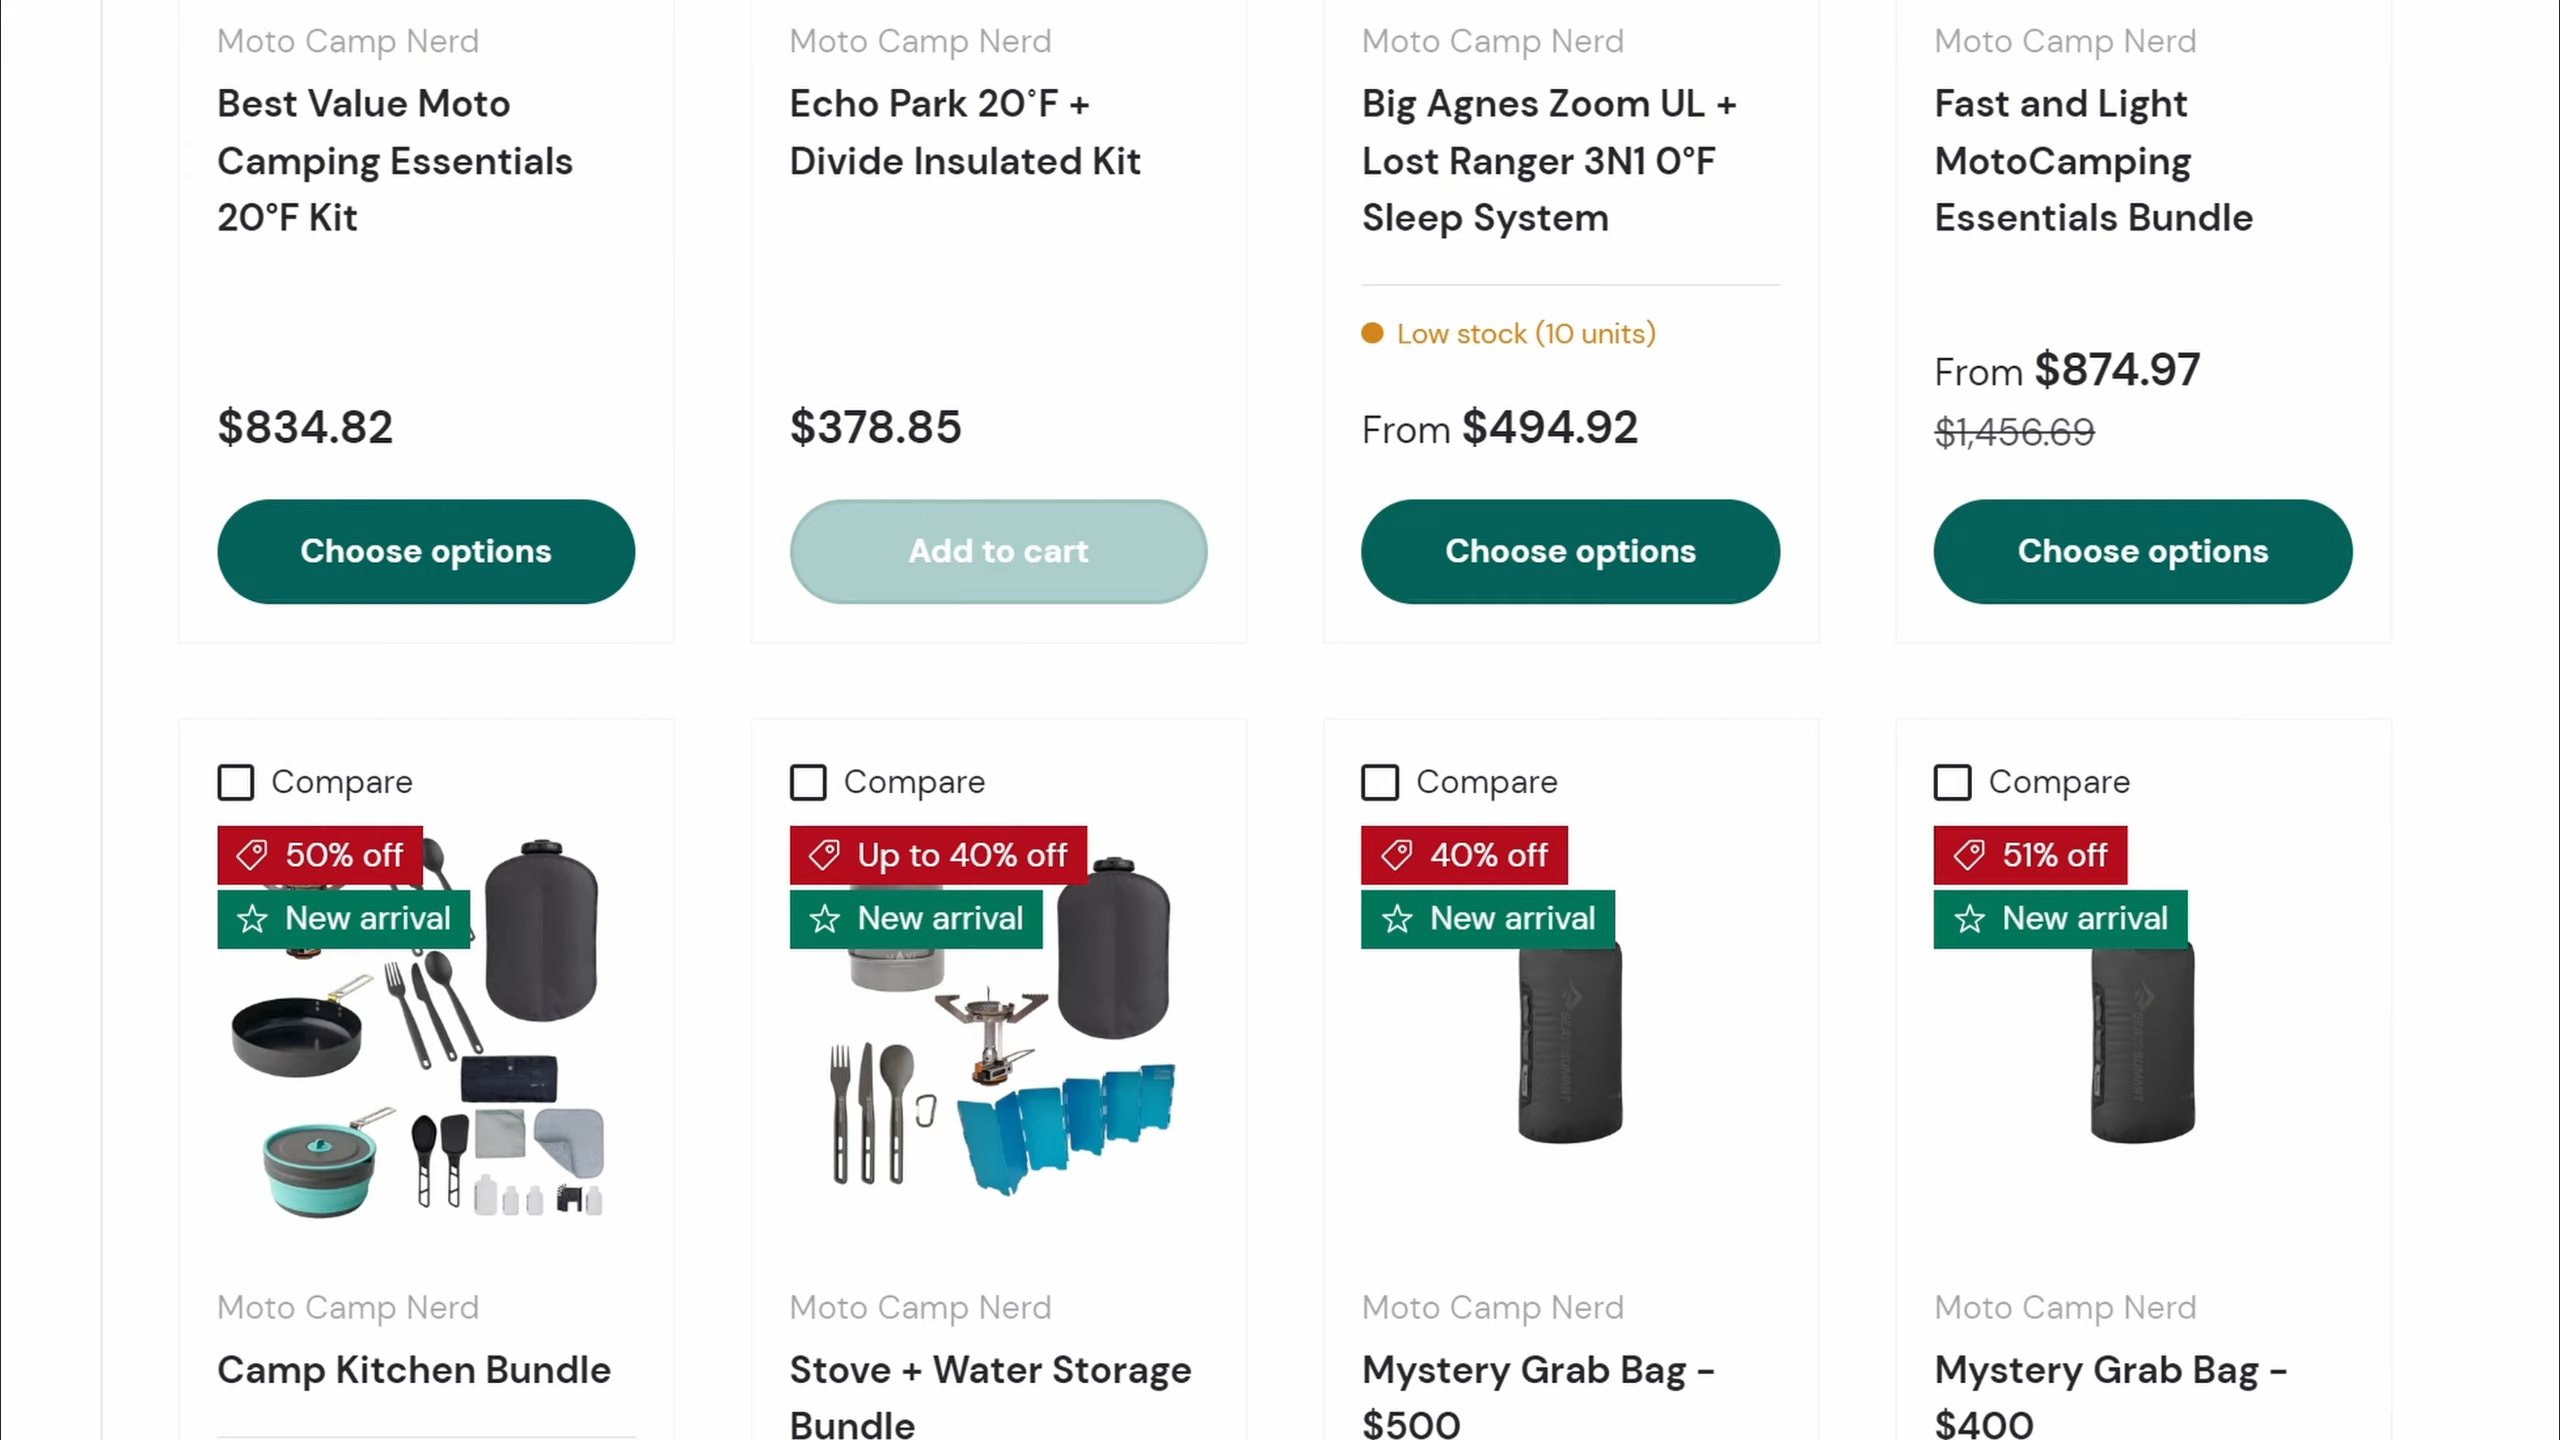 Moto Camp Nerd
Best Value Moto
Camping Essentials
20°F Kit
$834.82
Choose options
Moto Camp Nerd
Echo Park 20°F +
Divide Insulated Kit
$378.85
Add to cart
Moto Camp Nerd
Big Agnes Zoom UL +
Lost Ranger 3N1 0°F
Sleep System
Low stock (10 units)
From $494.92
Choose options
Moto Camp Nerd
Fast and Light
MotoCamping
Essentials Bundle
From $874.97
$1,456.69
Choose options
Compare
50% off
New arrival
Moto Camp Nerd
Camp Kitchen Bundle
Compare
Up to 40% off
New arrival
Moto Camp Nerd
Stove + Water Storage
Bundle
Compare
40% off
New arrival
SEA TO SUMMIT
Moto Camp Nerd
Mystery Grab Bag –
$500
Compare
51% off
New arrival
SEA TO SUMMIT
Moto Camp Nerd
Mystery Grab Bag –
$400